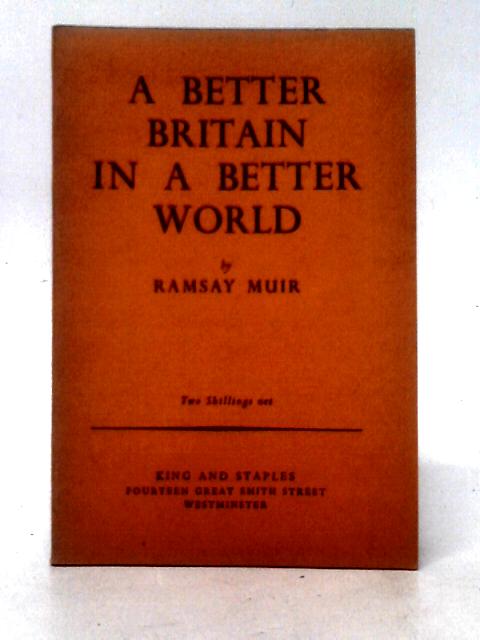 A BETTER
BRITAIN
IN A BETTER
WORLD
by
RAMSAY MUIR
Two Shillings net
KING AND STAPLES
FOURTEEN GREAT SMITH STREET
WESTMINSTER